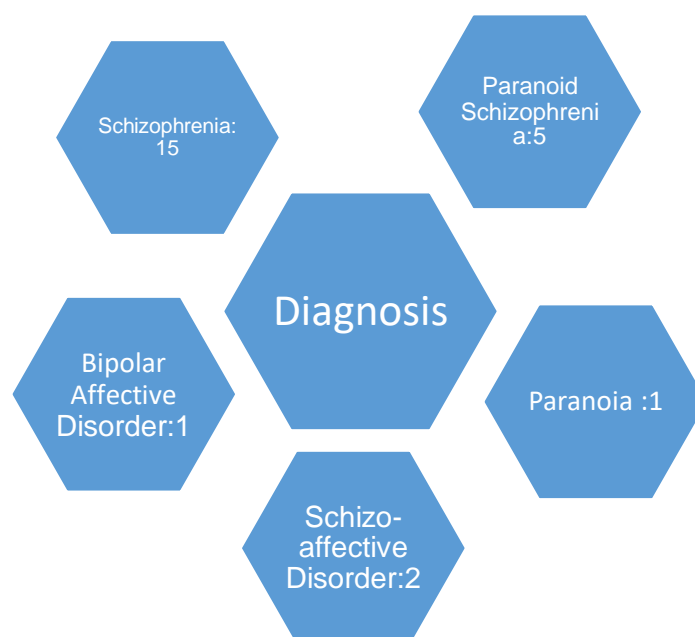 Schizophrenia:
15
Paranoid
Schizophreni
a:5
Diagnosis
Bipolar
Affective
Disorder:1
Paranoia :1
Schizo-
affective
Disorder:2